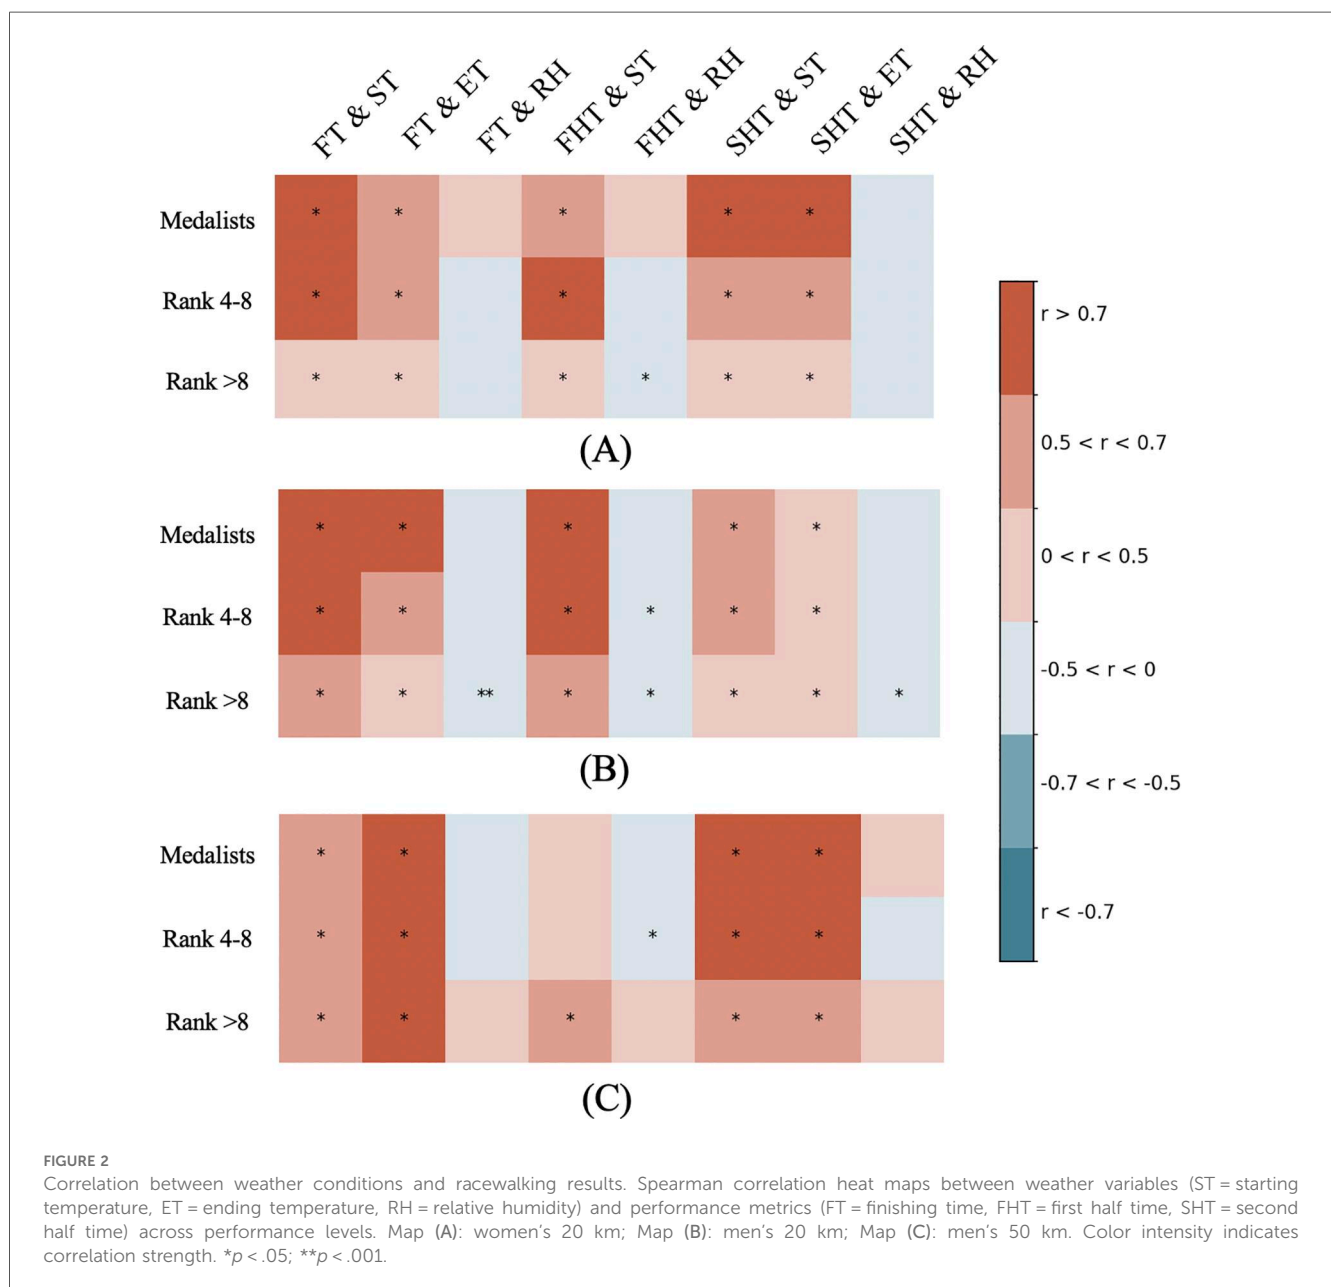 FT & ST FT & ET FT & RH FHT & ST FHT & RH SHT & ST SHT & ET SHT & RH
Medalists * * * * *
Rank 4-8 * * * * *
Rank >8 * * * * * *
(A)
Medalists * * * * *
Rank 4-8 * * * * * *
Rank >8 * * ** * * * * *
(B)
Medalists * * * *
Rank 4-8 * * * * *
Rank >8 * * * * *
(C)
r > 0.7
0.5 < r < 0.7
0 < r < 0.5
-0.5 < r < 0
-0.7 < r < -0.5
r < -0.7
FIGURE 2
Correlation between weather conditions and racewalking results. Spearman correlation heat maps between weather variables (ST = starting
temperature, ET = ending temperature, RH = relative humidity) and performance metrics (FT = finishing time, FHT = first half time, SHT = second
half time) across performance levels. Map (A): women's 20 km; Map (B): men's 20 km; Map (C): men's 50 km. Color intensity indicates
correlation strength. *p < .05; **p < .001.